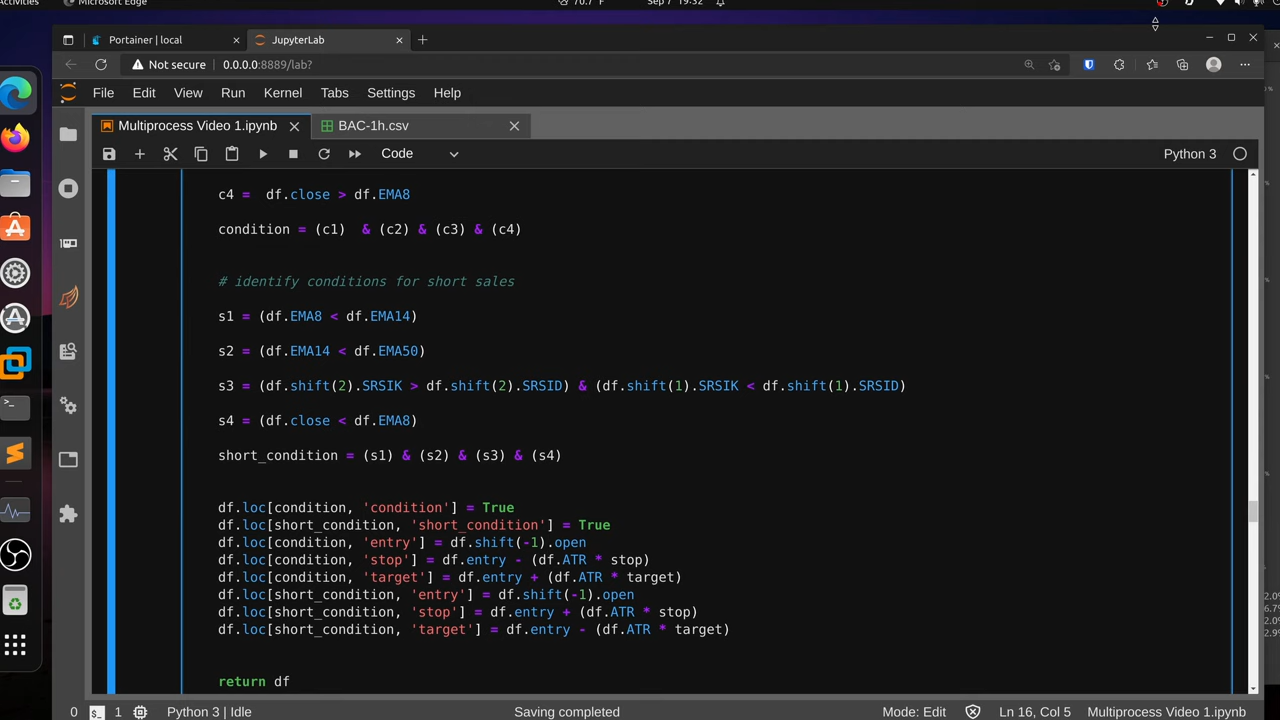 Activities
Microsoft Edge
70.7 °F
Sep 7 19:32
Portainer | local
JupyterLab
Not secure
0.0.0.0:8889/lab?
File Edit View Run Kernel Tabs Settings Help
Multiprocess Video 1.ipynb
BAC-1h.csv
Code
Python 3
c4 =  df.close > df.EMA8
condition = (c1)  & (c2) & (c3) & (c4)
# identify conditions for short sales
s1 = (df.EMA8 < df.EMA14)
s2 = (df.EMA14 < df.EMA50)
s3 = (df.shift(2).SRSIK > df.shift(2).SRSID) & (df.shift(1).SRSIK < df.shift(1).SRSID)
s4 = (df.close < df.EMA8)
short_condition = (s1) & (s2) & (s3) & (s4)
df.loc[condition, 'condition'] = True
df.loc[short_condition, 'short_condition'] = True
df.loc[condition, 'entry'] = df.shift(-1).open
df.loc[condition, 'stop'] = df.entry - (df.ATR * stop)
df.loc[condition, 'target'] = df.entry + (df.ATR * target)
df.loc[short_condition, 'entry'] = df.shift(-1).open
df.loc[short_condition, 'stop'] = df.entry + (df.ATR * stop)
df.loc[short_condition, 'target'] = df.entry - (df.ATR * target)
return df
0
1
Python 3 | Idle
Saving completed
Mode: Edit
Ln 16, Col 5
Multiprocess Video 1.ipynb